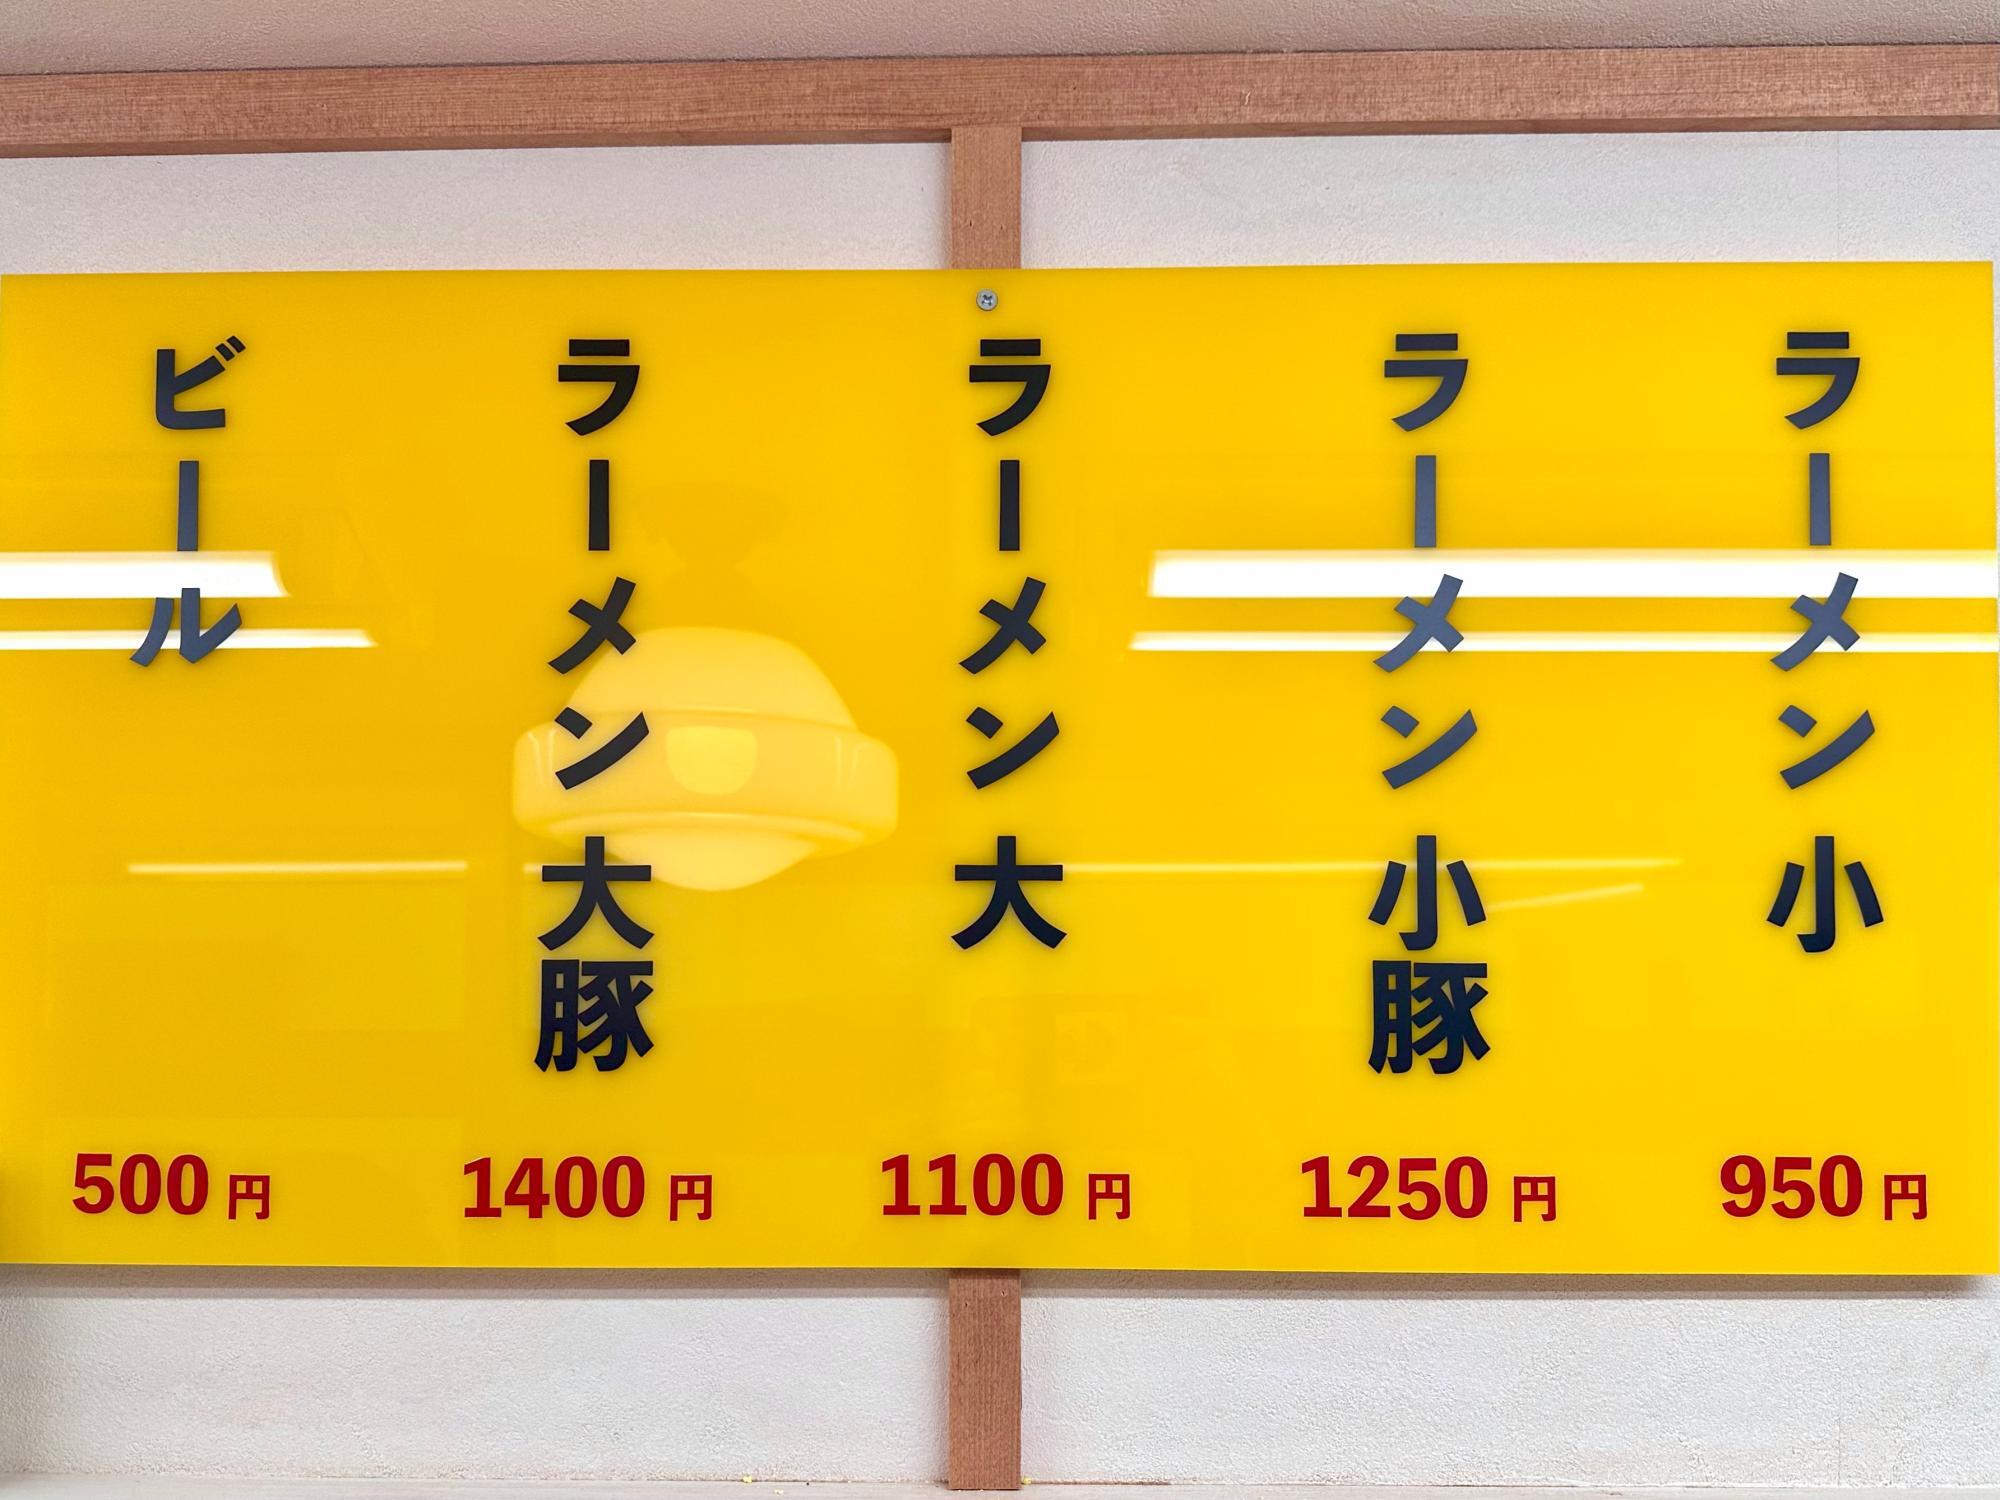 ラーメン 小
950円
ラーメン 小豚
1250円
ラーメン 大
1100円
ラーメン 大豚
1400円
ビール
500円